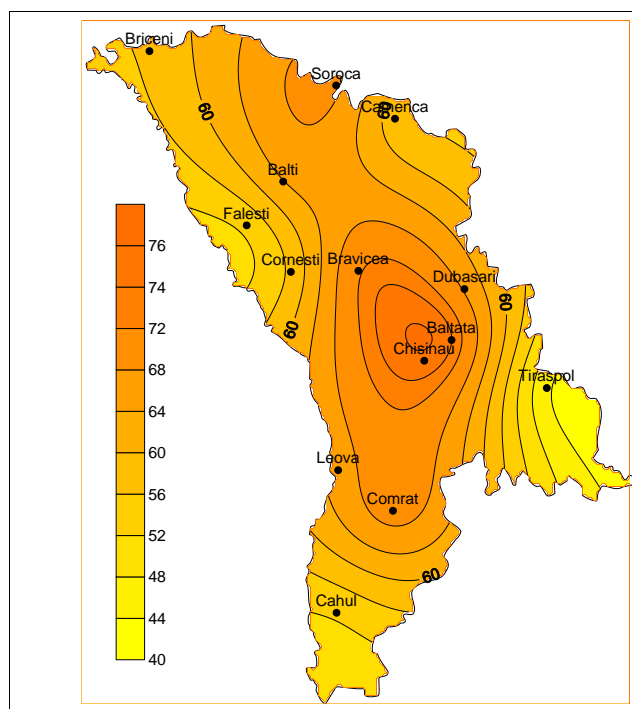 Briceni
Soroca
Camenca
60
60
Balti
Falesti
Cornesti
Bravicea
Dubasari
60
60
Baltata
Chisinau
Tiraspol
Leova
Comrat
60
Cahul
76
74
72
68
64
60
56
52
48
44
40